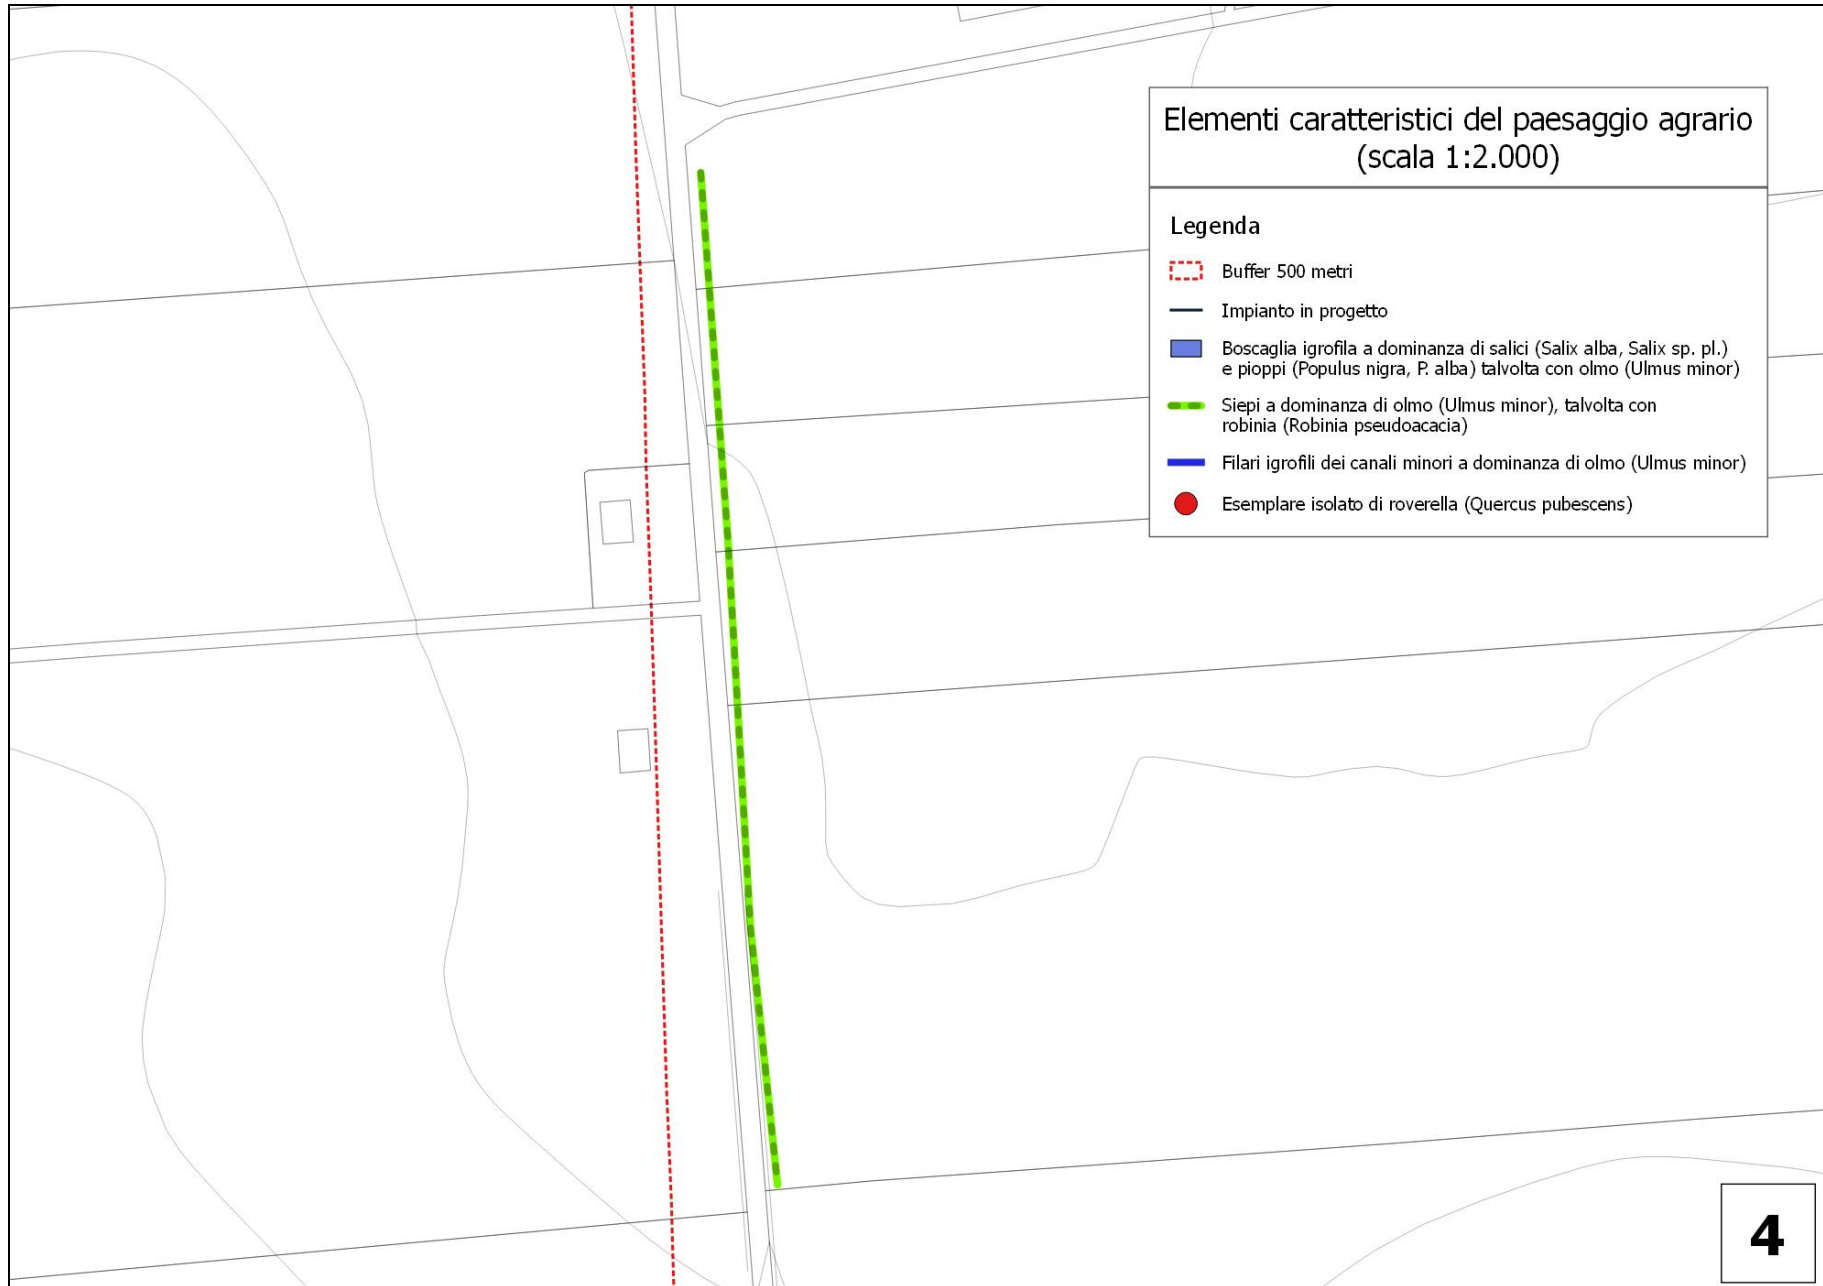 Elementi caratteristici del paesaggio agrario
(scala 1:2.000)
Legenda
Buffer 500 metri
Impianto in progetto
Boscaglia igrofila a dominanza di salici (Salix alba, Salix sp. pl.)
e pioppi (Populus nigra, P. alba) talvolta con olmo (Ulmus minor)
Siepi a dominanza di olmo (Ulmus minor), talvolta con
robinia (Robinia pseudoacacia)
Filari igrofili dei canali minori a dominanza di olmo (Ulmus minor)
Esemplare isolato di roverella (Quercus pubescens)
4